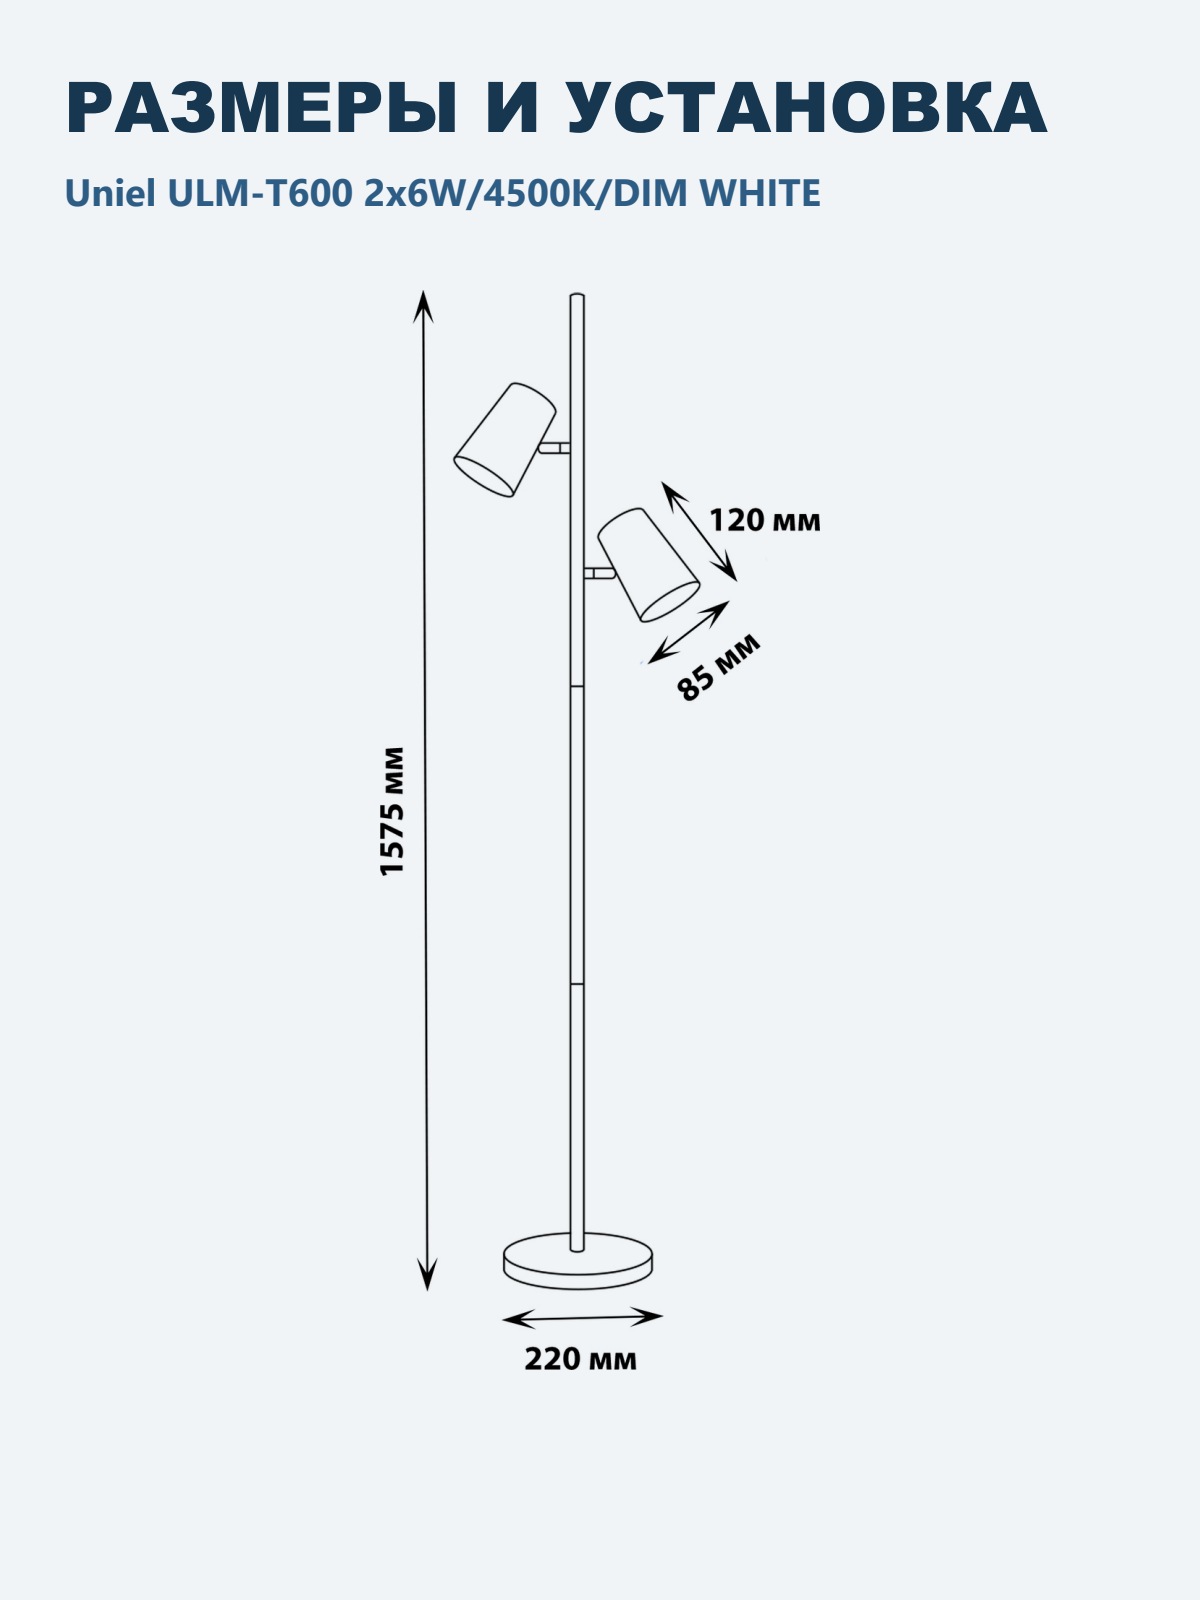 РАЗМЕРЫ И УСТАНОВКА
Uniel ULM-T600 2x6W/4500K/DIM WHITE
120 мм
85 мм
1575 мм
220 мм